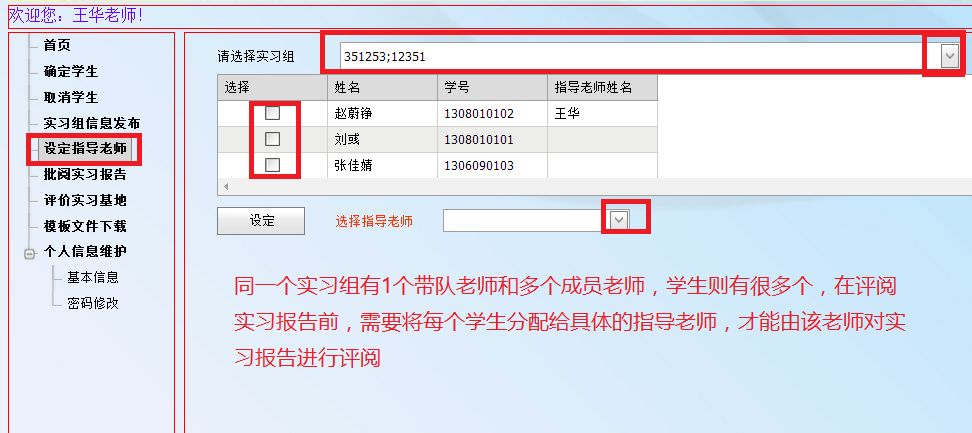 欢迎您：王华老师！
首页
确定学生
取消学生
实习组信息发布
设定指导老师
批阅实习报告
评价实习基地
模板文件下载
个人信息维护
基本信息
密码修改
请选择实习组 351253;12351
选择 姓名 学号 指导老师姓名
赵蔚铮 1308010102 王华
刘彧 1308010101
张佳婧 1306090103
设定 选择指导老师
同一个实习组有1个带队老师和多个成员老师，学生则有很多个，在评阅
实习报告前，需要将每个学生分配给具体的指导老师，才能由该老师对实
习报告进行评阅